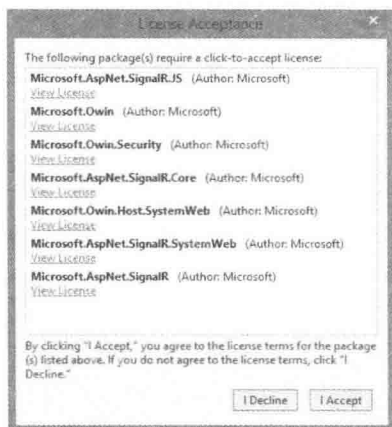 License Acceptance
The following package(s) require a click-to-accept license:
Microsoft.AspNet.SignalR.JS (Author: Microsoft)
View License
Microsoft.Owin (Author: Microsoft)
View License
Microsoft.Owin.Security (Author: Microsoft)
View License
Microsoft.AspNet.SignalR.Core (Author: Microsoft)
View License
Microsoft.Owin.Host.SystemWeb (Author: Microsoft)
View License
Microsoft.AspNet.SignalR.SystemWeb (Author: Microsoft)
View License
Microsoft.AspNet.SignalR (Author: Microsoft)
View License
By clicking "I Accept," you agree to the license terms for the package
(s) listed above. If you do not agree to the license terms, click "I
Decline."
I Decline I Accept